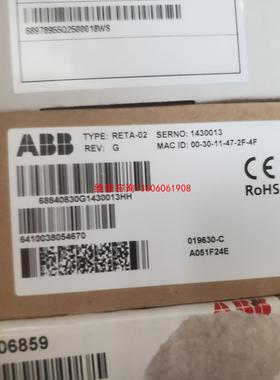 68978955Q2500018WS
ABB
TYPE: RETA-02
SERNO: 1430013
REV: G
MAC ID: 00-30-11-47-2F-4F
CE
RoHS
68840830G1430013HH
6410038054670
019630-C
A051F24E
06859
ABB